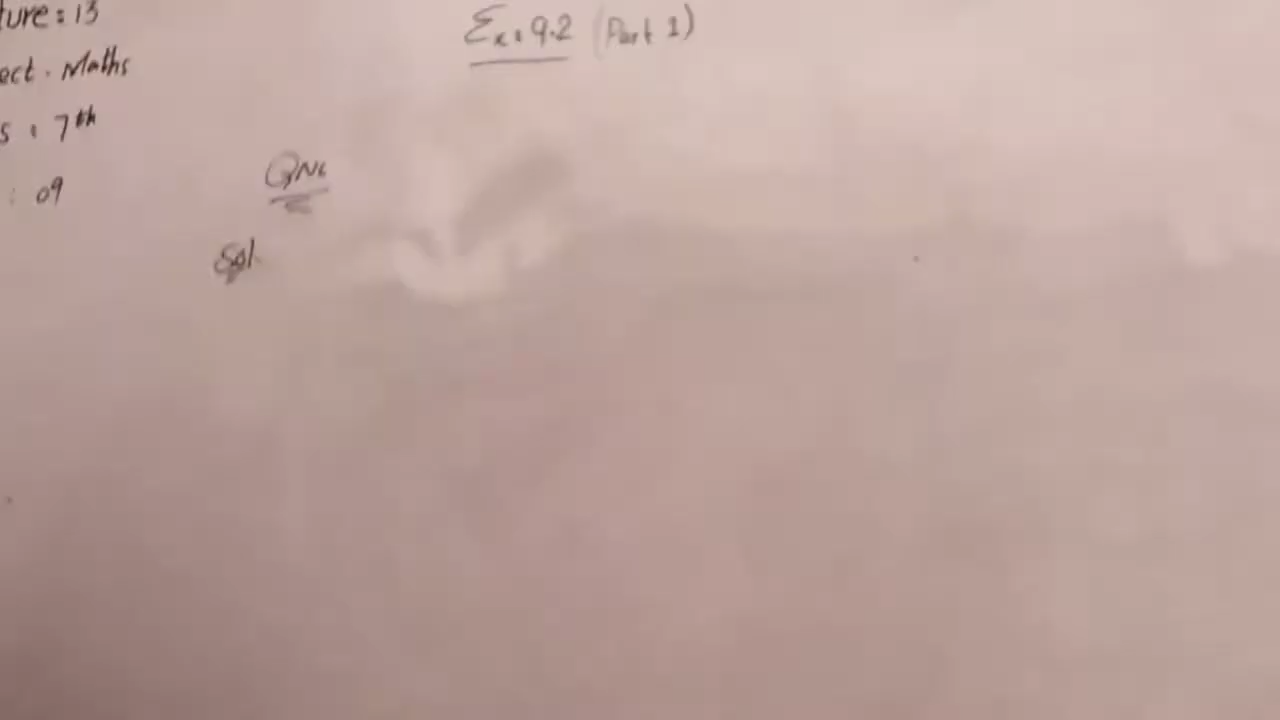 ture: 13
ect. Maths
s: 7th
: 09
Ex: 9.2 (Part 1)
QNo
Sol.